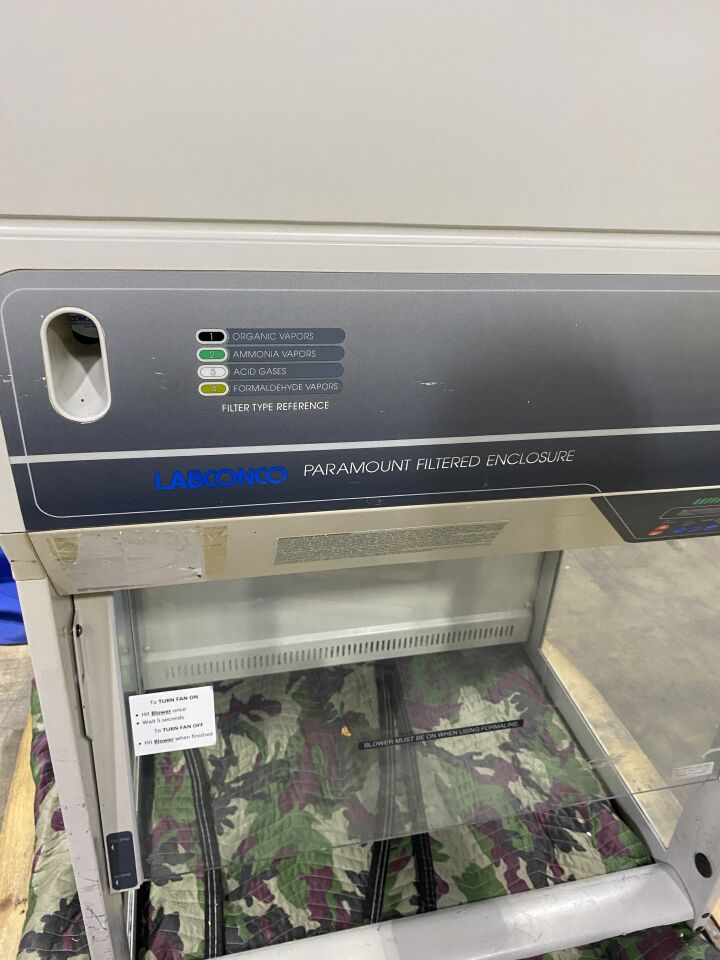 1 ORGANIC VAPORS
2 AMMONIA VAPORS
3 ACID GASES
4 FORMALDEHYDE VAPORS
FILTER TYPE REFERENCE
LABCONCO PARAMOUNT FILTERED ENCLOSURE
To TURN FAN ON
• Hit Blower once
• Wait 5 seconds
To TURN FAN OFF
• Hit Blower when finished
BLOWER MUST BE ON WHEN USING FORMALINE.